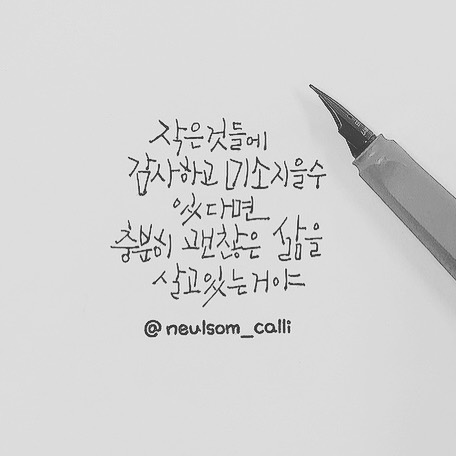 작은것들에
감사하고 미소지을수
있다면
충분히 괜찮은 삶을
살고있는거야
@neulsom_calli